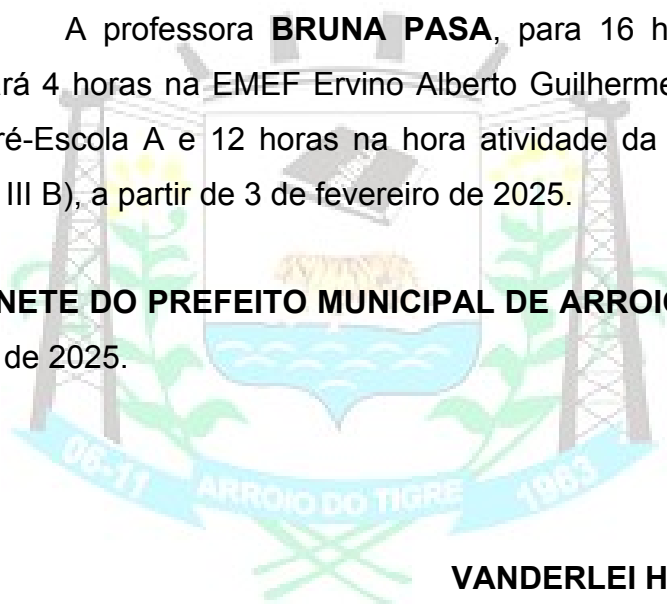 A professora BRUNA PASA, para 16 h
rá 4 horas na EMEF Ervino Alberto Guilherme
ré-Escola A e 12 horas na hora atividade da
III B), a partir de 3 de fevereiro de 2025.
NETE DO PREFEITO MUNICIPAL DE ARROIO
de 2025.
06-11 ARROIO DO TIGRE 1963
VANDERLEI H